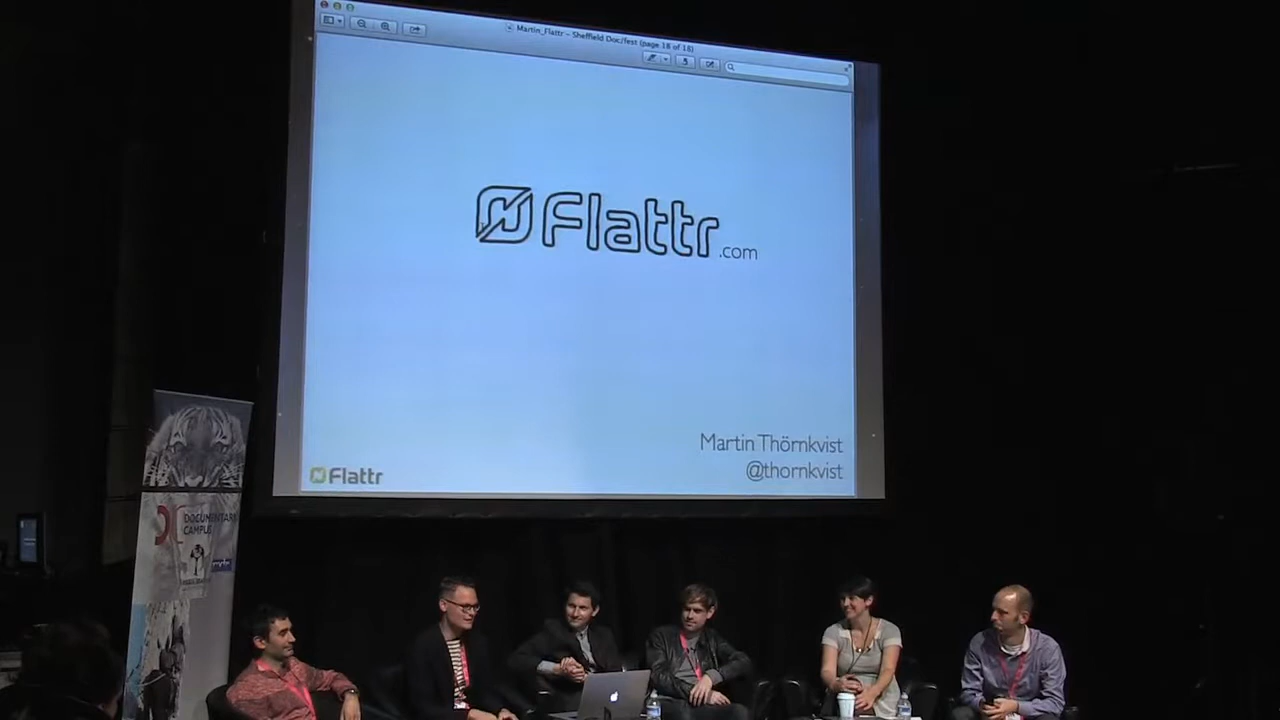 Martin_Flattr – Sheffield Doc/fest (page 18 of 18)
Flattr.com
Martin Thörnkvist
@thornkvist
Flattr
DOCUMENTARY
CAMPUS